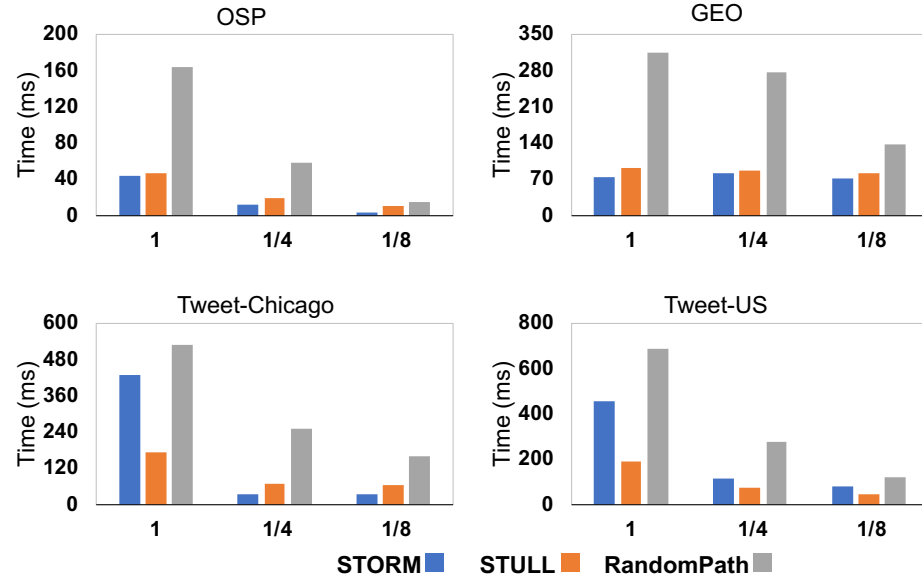 OSP
200
160
120
80
40
0
Time (ms)
1 1/4 1/8
GEO
350
280
210
140
70
0
Time (ms)
1 1/4 1/8
Tweet-Chicago
600
480
360
240
120
0
Time (ms)
1 1/4 1/8
Tweet-US
800
600
400
200
0
Time (ms)
1 1/4 1/8
STORM STULL RandomPath